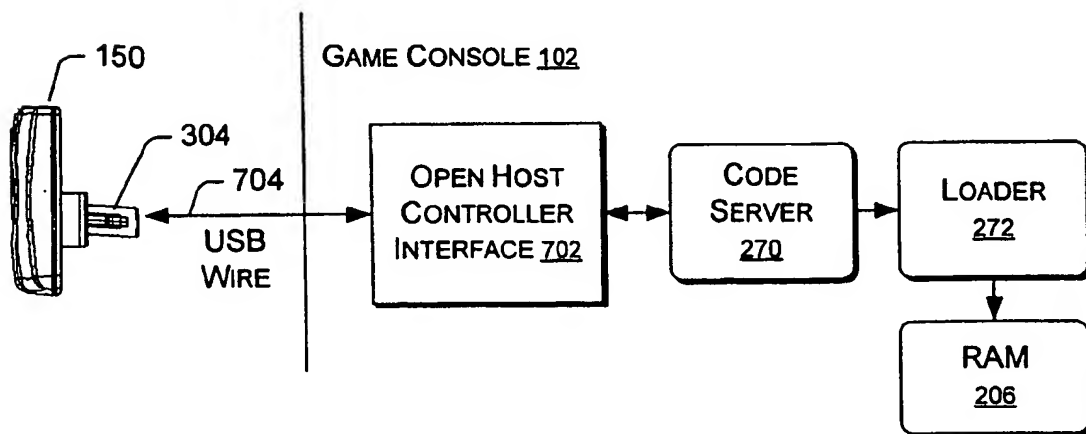 150
304
704
USB
WIRE
GAME CONSOLE 102
OPEN HOST
CONTROLLER
INTERFACE 702
CODE
SERVER
270
LOADER
272
RAM
206